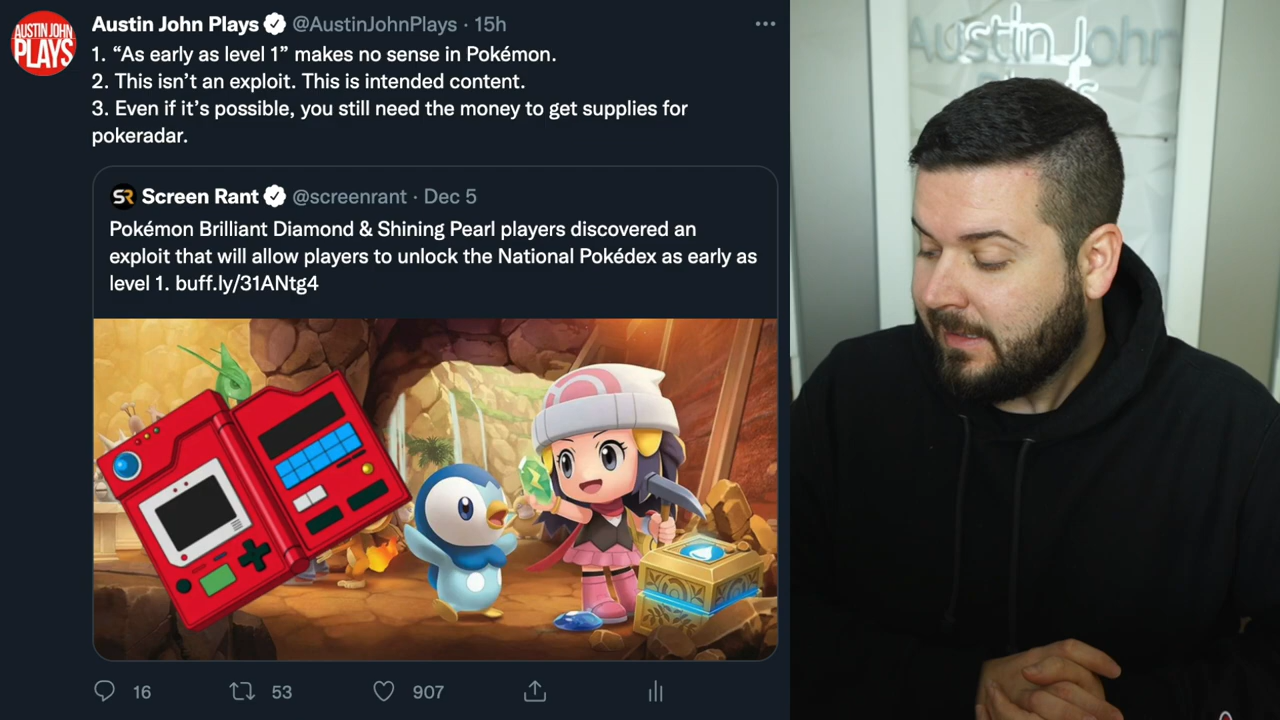 AUSTIN JOHN
PLAYS
Austin John Plays @AustinJohnPlays · 15h
1. “As early as level 1” makes no sense in Pokémon.
2. This isn’t an exploit. This is intended content.
3. Even if it’s possible, you still need the money to get supplies for
pokeradar.
SR Screen Rant @screenrant · Dec 5
Pokémon Brilliant Diamond & Shining Pearl players discovered an
exploit that will allow players to unlock the National Pokédex as early as
level 1. buff.ly/31ANtg4
16 53 907
Austin John
Plays